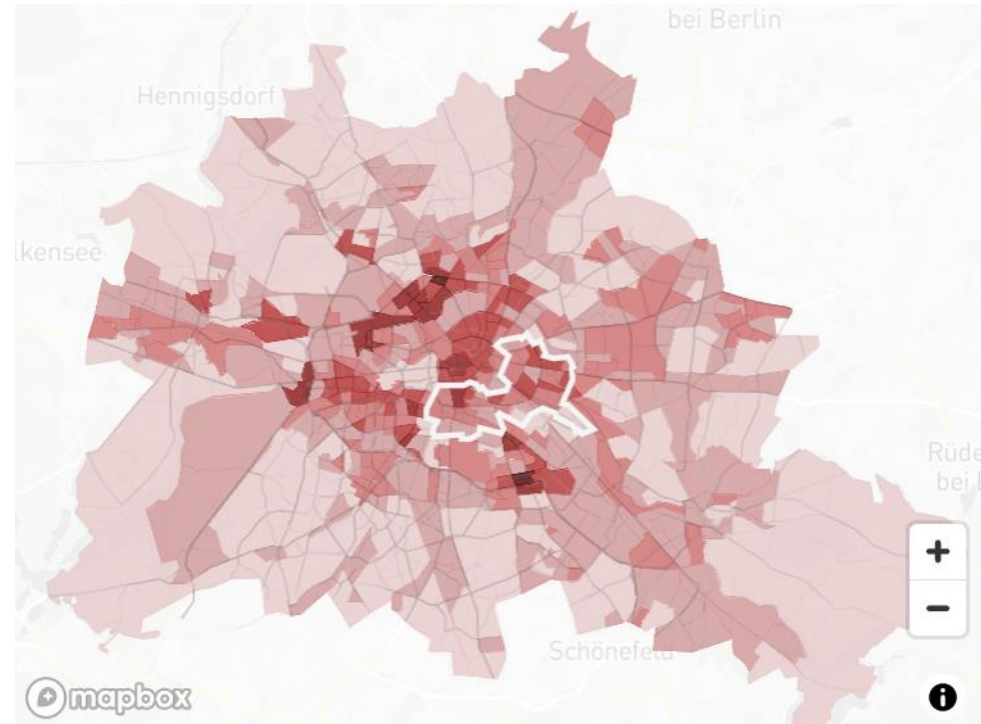 bei Berlin
Hennigsdorf
lkensee
Rüde
bei B
+
−
Schönefeld
mapbox
i